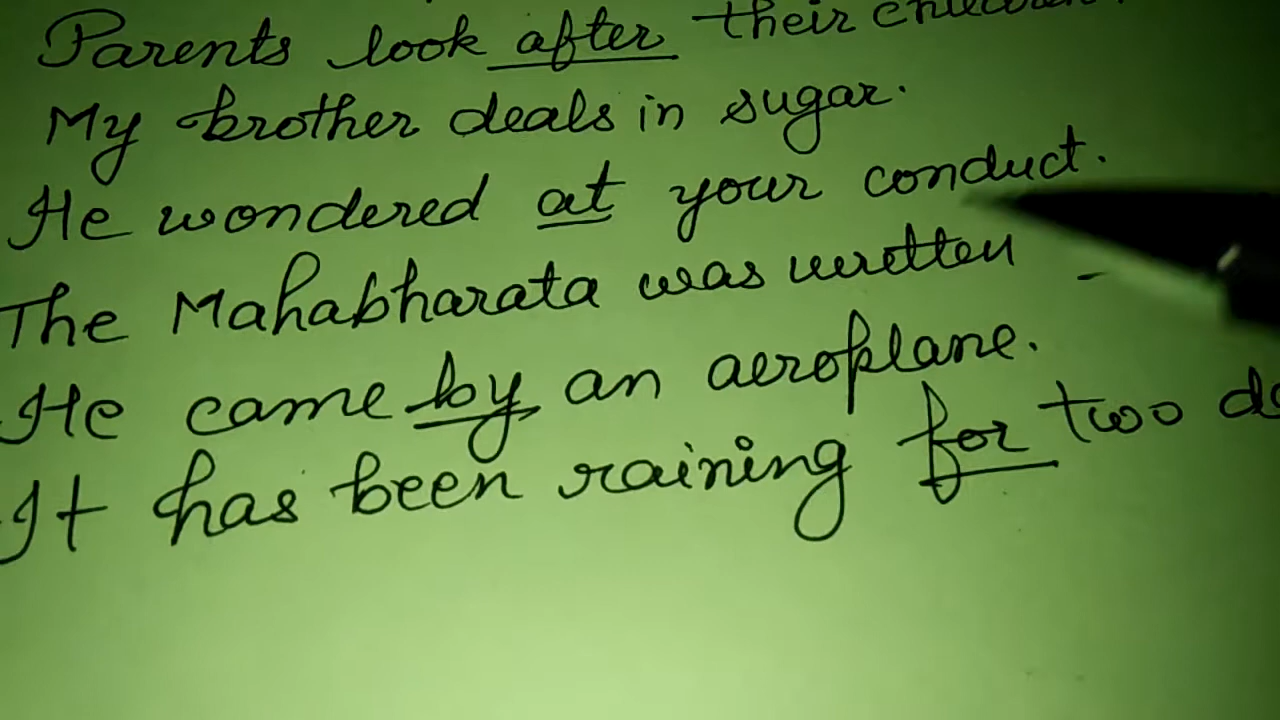 Parents look after their children.
My brother deals in sugar.
He wondered at your conduct.
The Mahabharata was written
He came by an aeroplane.
It has been raining for two